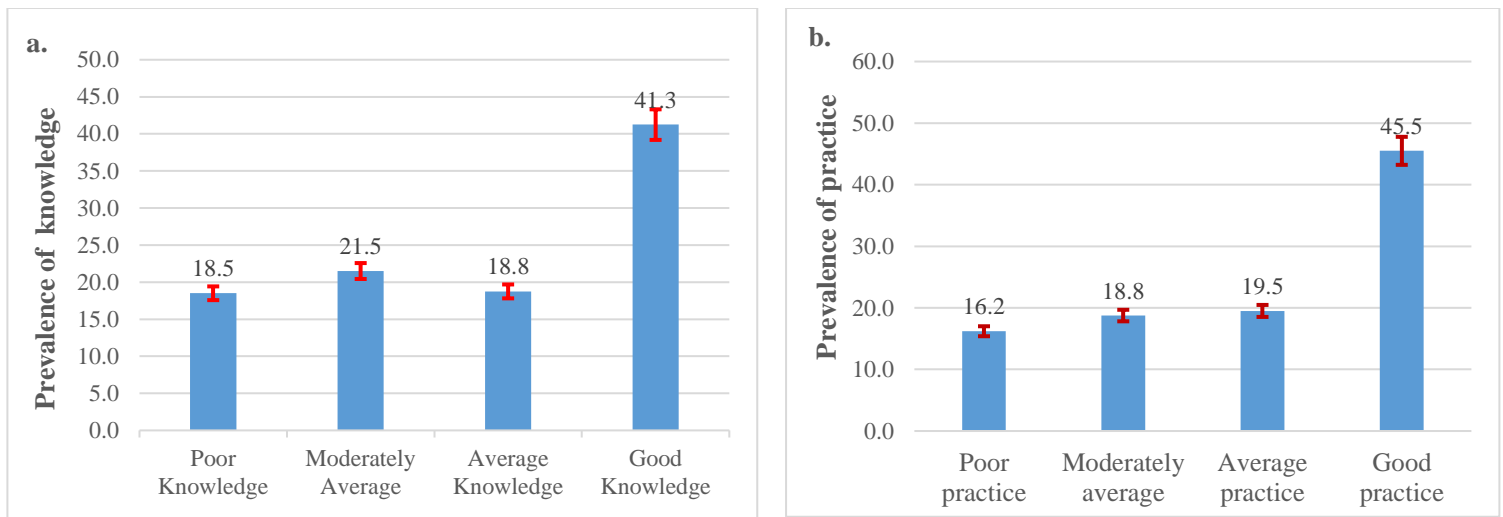 a.
Prevalence of knowledge
50.0
45.0
40.0
35.0
30.0
25.0
20.0
15.0
10.0
5.0
0.0
18.5
21.5
18.8
41.3
Poor
Knowledge
Moderately
Average
Average
Knowledge
Good
Knowledge
b.
Prevalence of practice
60.0
50.0
40.0
30.0
20.0
10.0
0.0
16.2
18.8
19.5
45.5
Poor
practice
Moderately
average
Average
practice
Good
practice